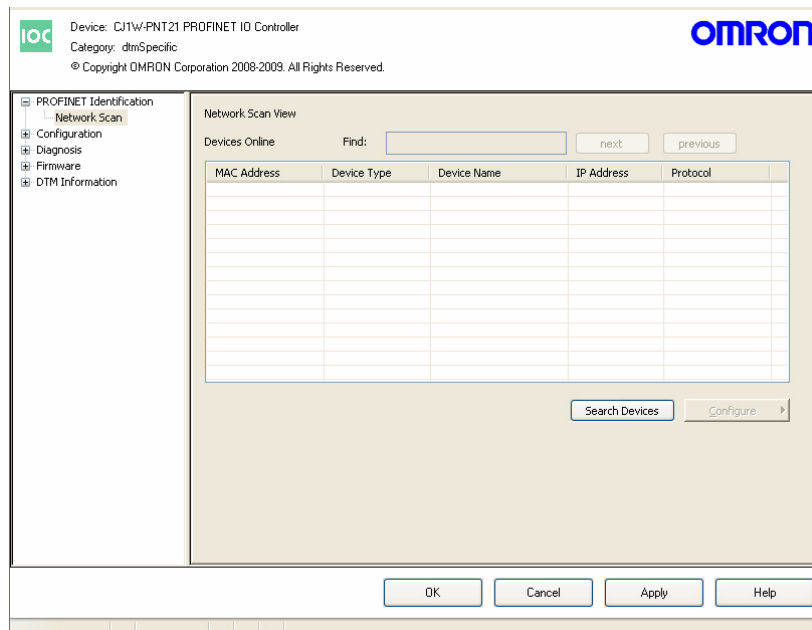 IOC
Device: CJ1W-PNT21 PROFINET IO Controller
Category: dtmSpecific
© Copyright OMRON Corporation 2008-2009. All Rights Reserved.
OMRON
PROFINET Identification
Network Scan
Configuration
Diagnosis
Firmware
DTM Information
Network Scan View
Devices Online Find: next previous
MAC Address Device Type Device Name IP Address Protocol
Search Devices Configure
OK Cancel Apply Help